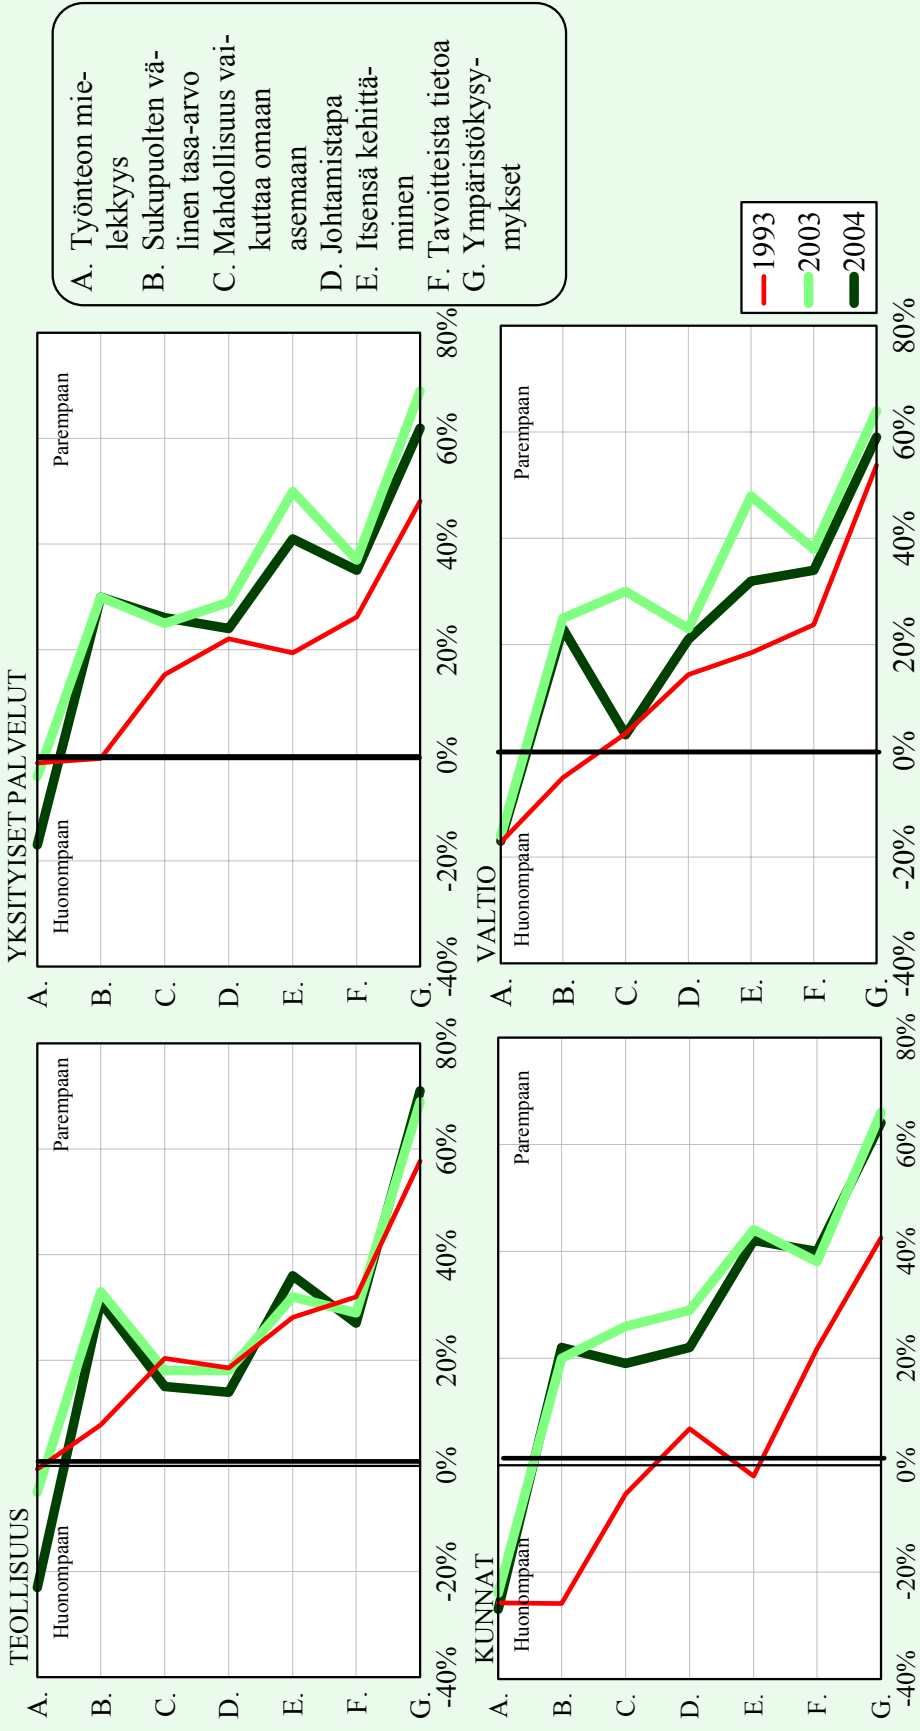 TEOLLISUUS
Huonompaan
Parempaan
A.
B.
C.
D.
E.
F.
G.
-40%
-20%
0%
20%
40%
60%
80%
YKSITYISET PALVELUT
Huonompaan
Parempaan
A.
B.
C.
D.
E.
F.
G.
-40%
-20%
0%
20%
40%
60%
80%
A. Työnteon mie-
lekkyys
B. Sukupuolten vä-
linen tasa-arvo
C. Mahdollisuus vai-
kuttaa omaan
asemaan
D. Johtamistapa
E. Itsensä kehittä-
minen
F. Tavoitteista tietoa
G. Ympäristökysy-
mykset
KUNNAT
Huonompaan
Parempaan
A.
B.
C.
D.
E.
F.
G.
-40%
-20%
0%
20%
40%
60%
80%
VALTIO
Huonompaan
Parempaan
A.
B.
C.
D.
E.
F.
G.
-40%
-20%
0%
20%
40%
60%
80%
1993
2003
2004